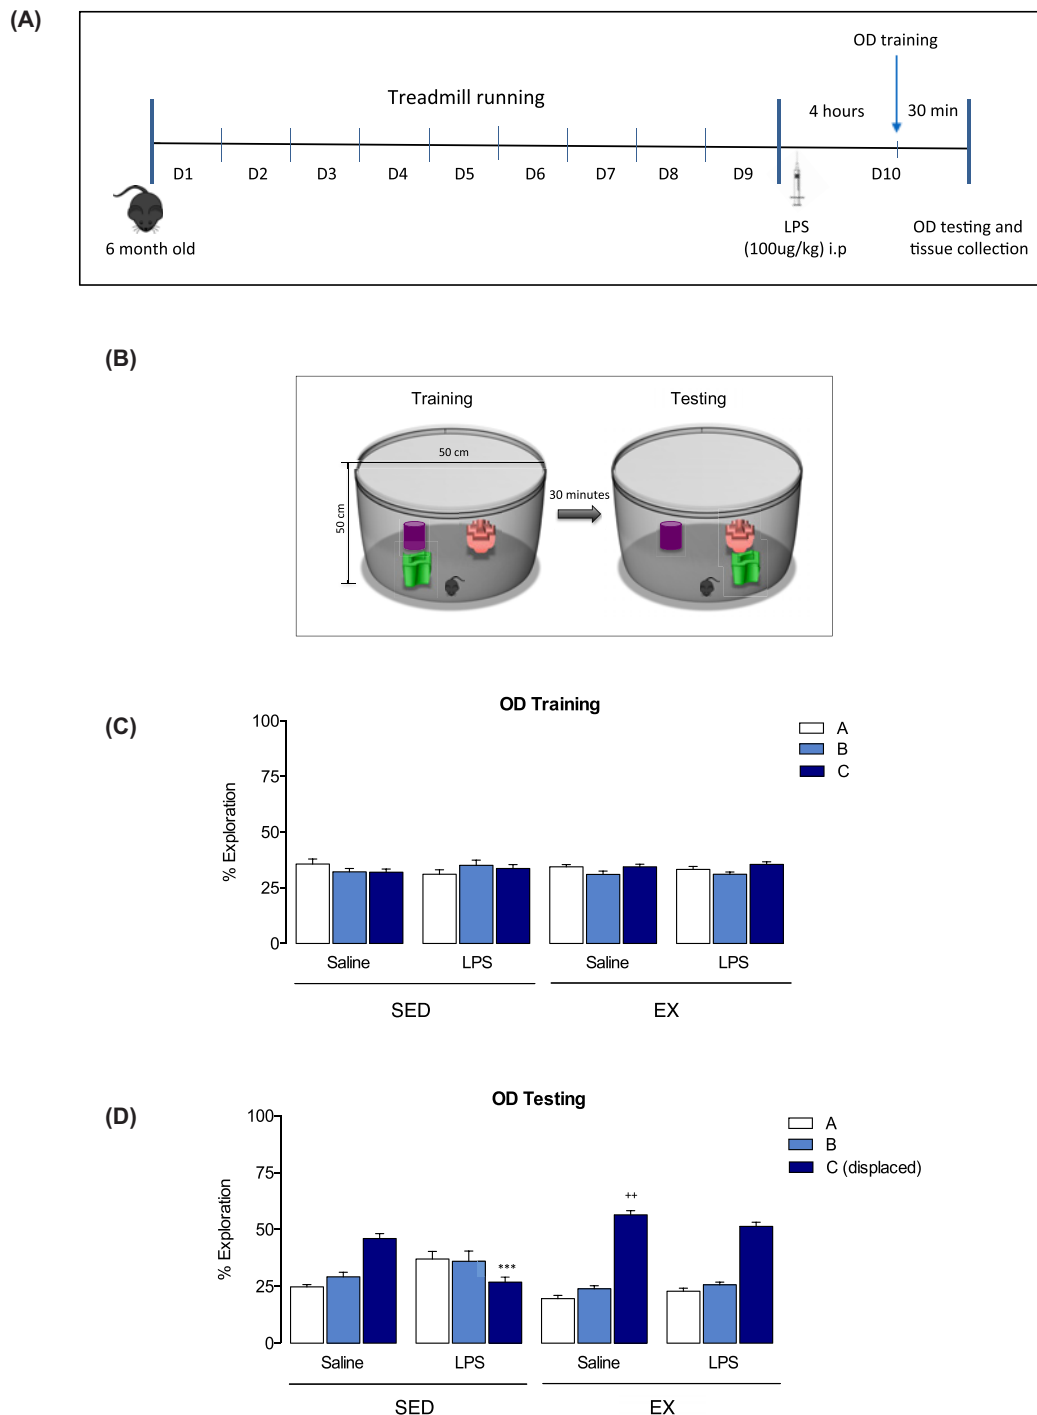 (A)
OD training
Treadmill running
4 hours
30 min
D1 D2 D3 D4 D5 D6 D7 D8 D9 D10
6 month old
LPS
(100ug/kg) i.p
OD testing and
tissue collection
(B)
Training Testing
50 cm
50 cm
30 minutes
(C)
OD Training
A
B
C
% Exploration
100
75
50
25
0
Saline LPS Saline LPS
SED EX
(D)
OD Testing
A
B
C (displaced)
% Exploration
100
75
50
25
0
***
++
Saline LPS Saline LPS
SED EX